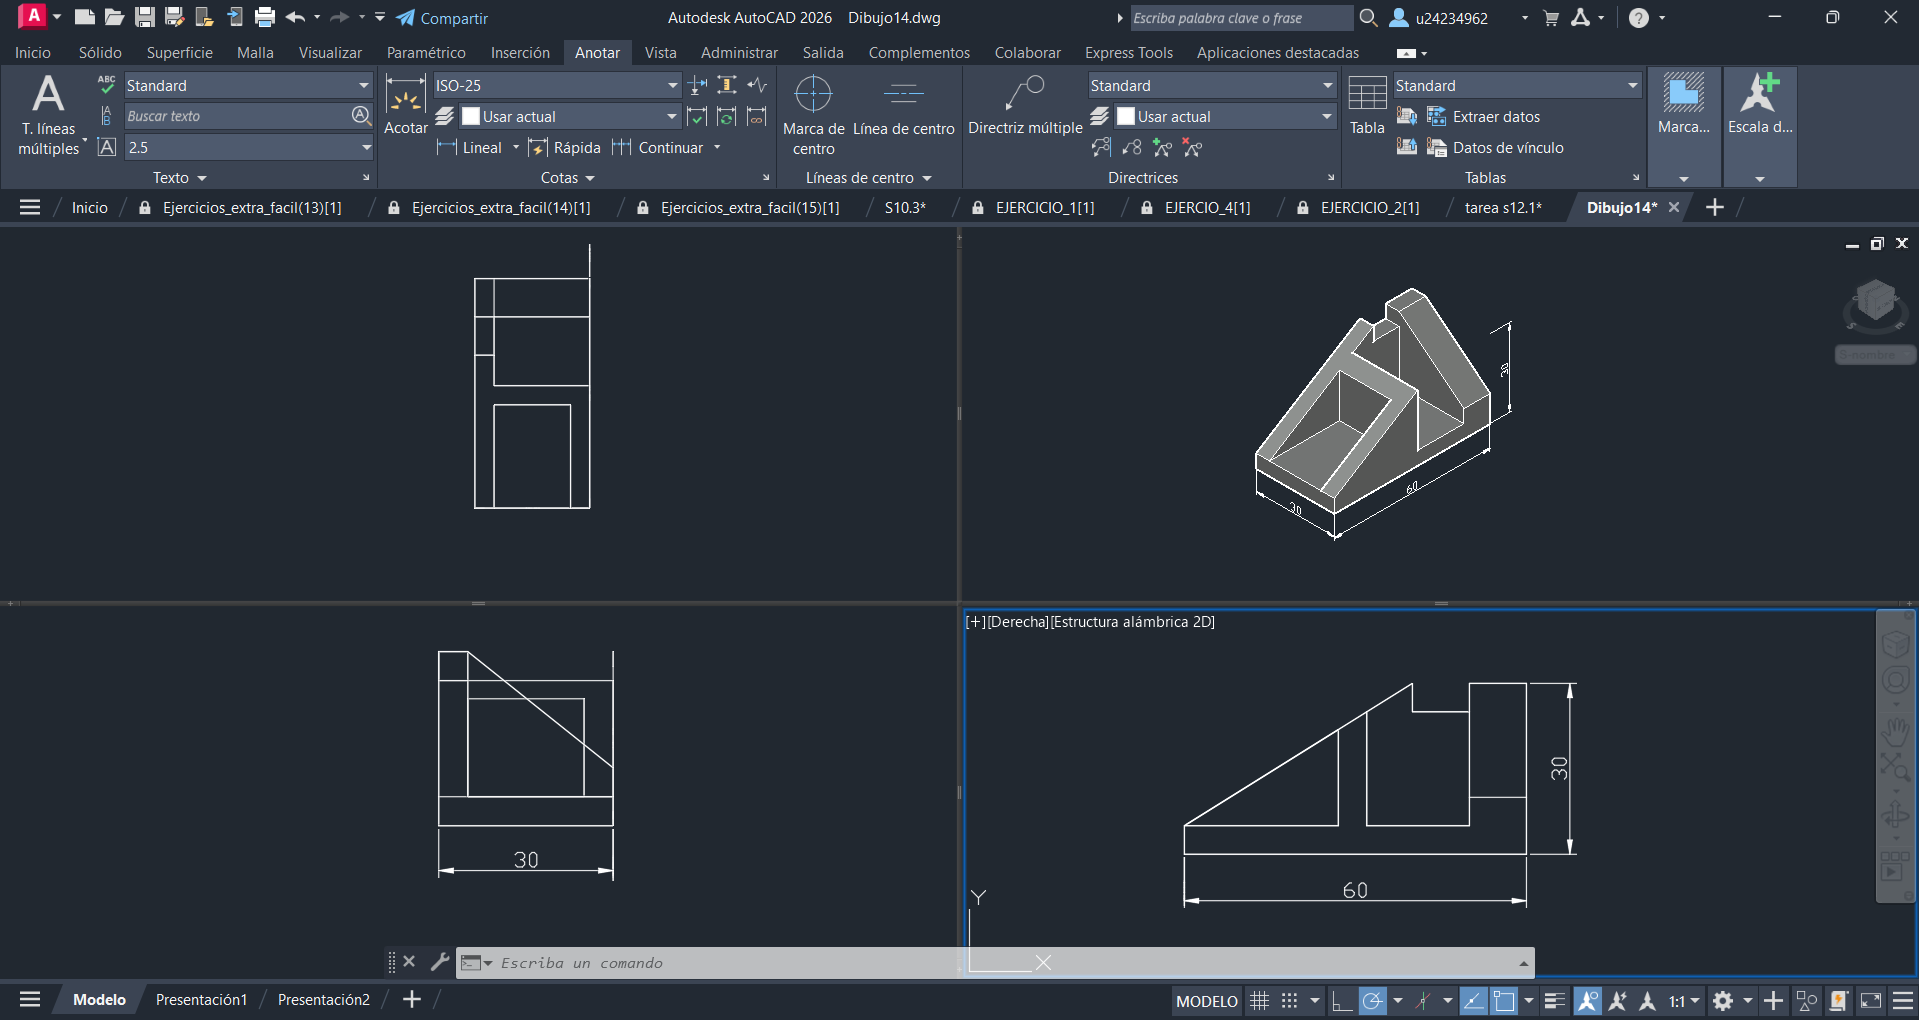 A Compartir Autodesk AutoCAD 2026 Dibujo14.dwg Escriba palabra clave o frase u24234962
Inicio Sólido Superficie Malla Visualizar Paramétrico Inserción Anotar Vista Administrar Salida Complementos Colaborar Express Tools Aplicaciones destacadas
A ABC Standard ISO-25 Standard Standard
T. líneas múltiples Buscar texto Acotar Usar actual Marca de centro Línea de centro Directriz múltiple Usar actual Tabla Extraer datos Marca... Escala d...
2.5 Lineal Rápida Continuar Datos de vínculo
Texto Cotas Líneas de centro Directrices Tablas
Inicio Ejercicios_extra_facil(13)[1] Ejercicios_extra_facil(14)[1] Ejercicios_extra_facil(15)[1] S10.3* EJERCICIO_1[1] EJERCIO_4[1] EJERCICIO_2[1] tarea s12.1* Dibujo14*
S E
S-nombre
30
60
30
[+][Derecha][Estructura alámbrica 2D]
30
30
60
Y
X
Escriba un comando
Modelo Presentación1 Presentación2 MODELO 1:1